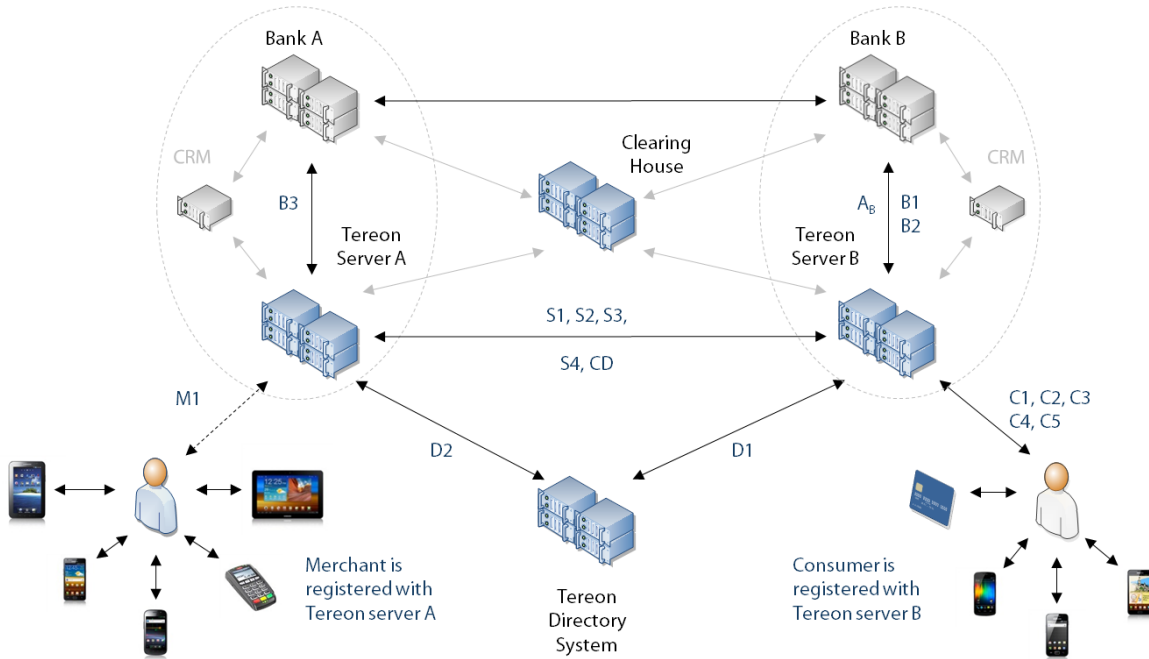 Bank A
Bank B
Clearing
House
CRM
CRM
B3
A_B
B1
B2
Tereon
Server A
Tereon
Server B
S1, S2, S3,
S4, CD
M1
C1, C2, C3
C4, C5
D2
D1
Merchant is
registered with
Tereon server A
Consumer is
registered with
Tereon server B
Tereon
Directory
System